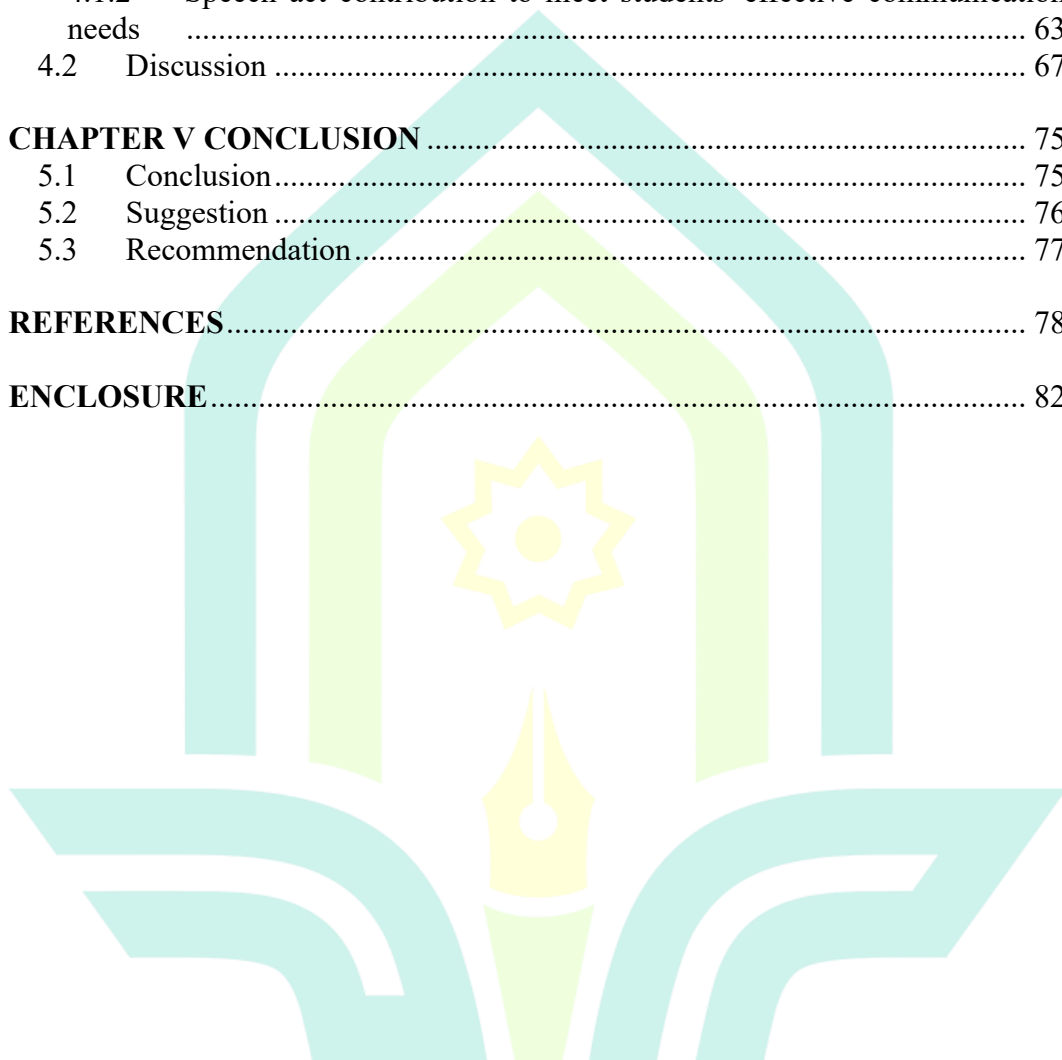 4.1.2 Speech act contribution to meet students' effective communication
needs ........................................................................................................ 63
4.2 Discussion .......................................................................................... 67
CHAPTER V CONCLUSION ........................................................................ 75
5.1 Conclusion .......................................................................................... 75
5.2 Suggestion .......................................................................................... 76
5.3 Recommendation ................................................................................ 77
REFERENCES ................................................................................................ 78
ENCLOSURE .................................................................................................. 82